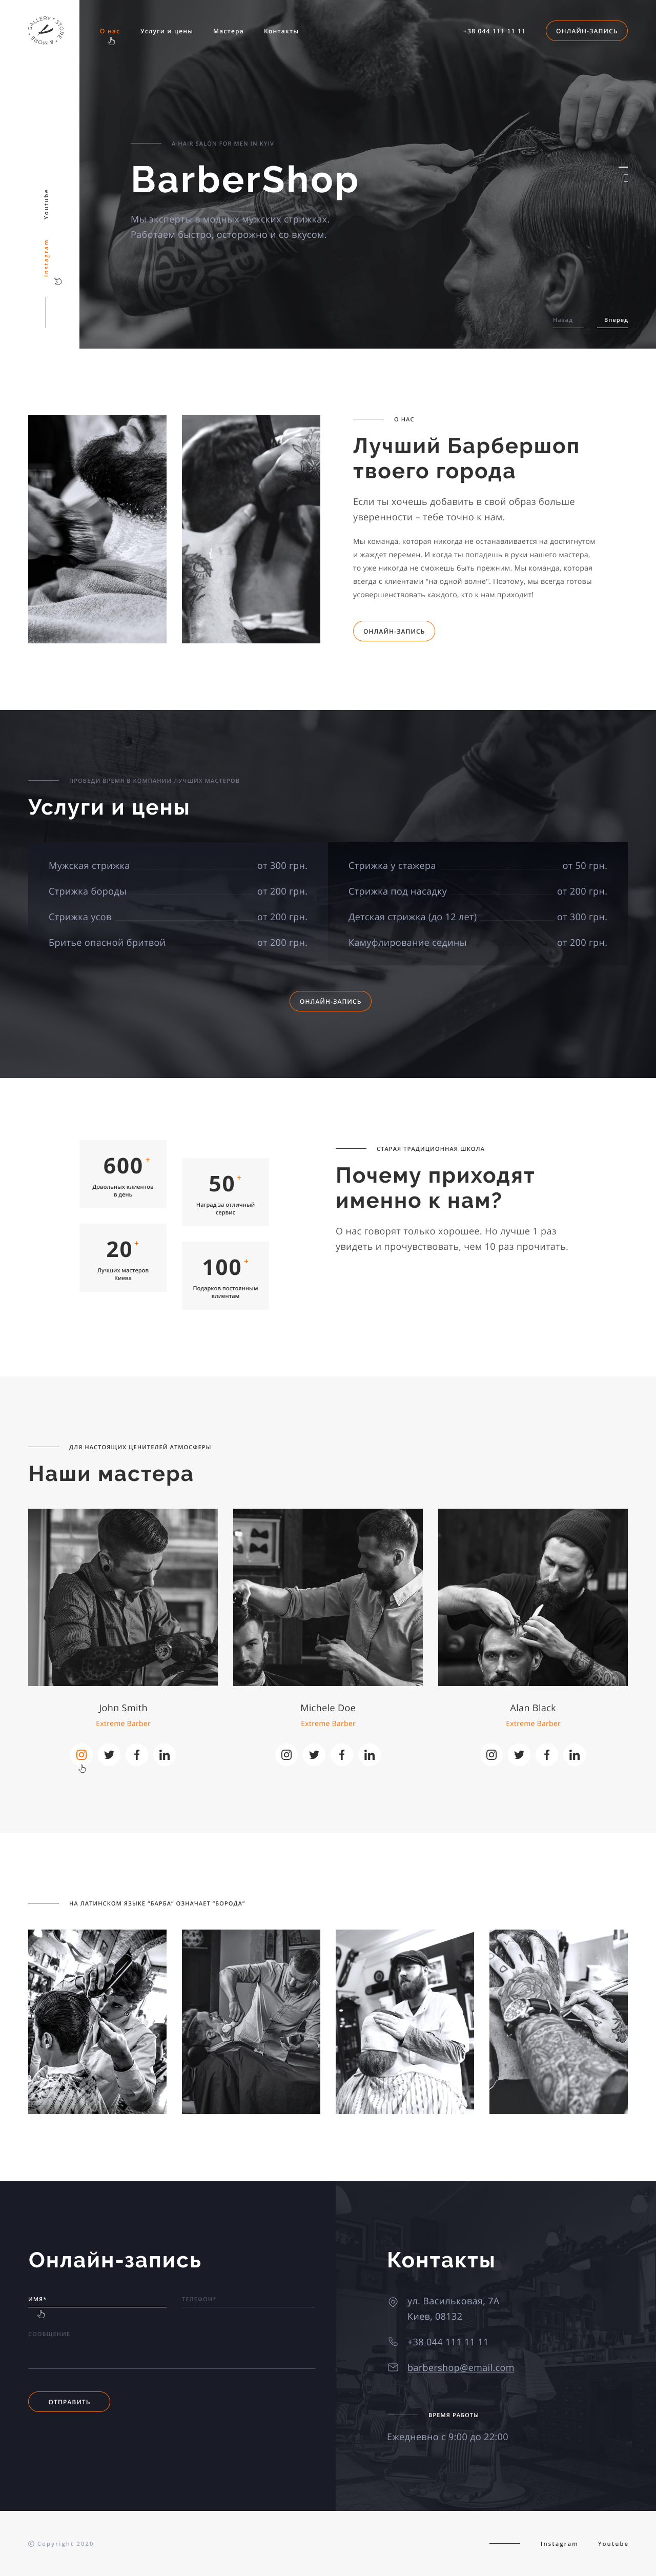 GALLERY * STORE * & MORE *
О нас
Услуги и цены
Мастера
Контакты
+38 044 111 11 11
ОНЛАЙН-ЗАПИСЬ
Youtube
Instagram
A HAIR SALON FOR MEN IN KYIV
BarberShop
Мы эксперты в модных мужских стрижках.
Работаем быстро, осторожно и со вкусом.
Назад
Вперед
О НАС
Лучший Барбершоп
твоего города
Если ты хочешь добавить в свой образ больше
уверенности – тебе точно к нам.
Мы команда, которая никогда не останавливается на достигнутом
и жаждет перемен. И когда ты попадешь в руки нашего мастера,
то уже никогда не сможешь быть прежним. Мы команда, которая
всегда с клиентами "на одной волне". Поэтому, мы всегда готовы
усовершенствовать каждого, кто к нам приходит!
ОНЛАЙН-ЗАПИСЬ
ПРОВЕДИ ВРЕМЯ В КОМПАНИИ ЛУЧШИХ МАСТЕРОВ
Услуги и цены
Мужская стрижка от 300 грн.
Стрижка бороды от 200 грн.
Стрижка усов от 200 грн.
Бритье опасной бритвой от 200 грн.
Стрижка у стажера от 50 грн.
Стрижка под насадку от 200 грн.
Детская стрижка (до 12 лет) от 300 грн.
Камуфлирование седины от 200 грн.
ОНЛАЙН-ЗАПИСЬ
600 +
Довольных клиентов
в день
50 +
Наград за отличный
сервис
20 +
Лучших мастеров
Киева
100 +
Подарков постоянным
клиентам
СТАРАЯ ТРАДИЦИОННАЯ ШКОЛА
Почему приходят
именно к нам?
О нас говорят только хорошее. Но лучше 1 раз
увидеть и прочувствовать, чем 10 раз прочитать.
ДЛЯ НАСТОЯЩИХ ЦЕНИТЕЛЕЙ АТМОСФЕРЫ
Наши мастера
John Smith
Extreme Barber
Michele Doe
Extreme Barber
Alan Black
Extreme Barber
НА ЛАТИНСКОМ ЯЗЫКЕ "БАРБА" ОЗНАЧАЕТ "БОРОДА"
Онлайн-запись
ИМЯ*
ТЕЛЕФОН*
СООБЩЕНИЕ
ОТПРАВИТЬ
Контакты
ул. Васильковая, 7А
Киев, 08132
+38 044 111 11 11
barbershop@email.com
ВРЕМЯ РАБОТЫ
Ежедневно с 9:00 до 22:00
© Copyright 2020
Instagram
Youtube